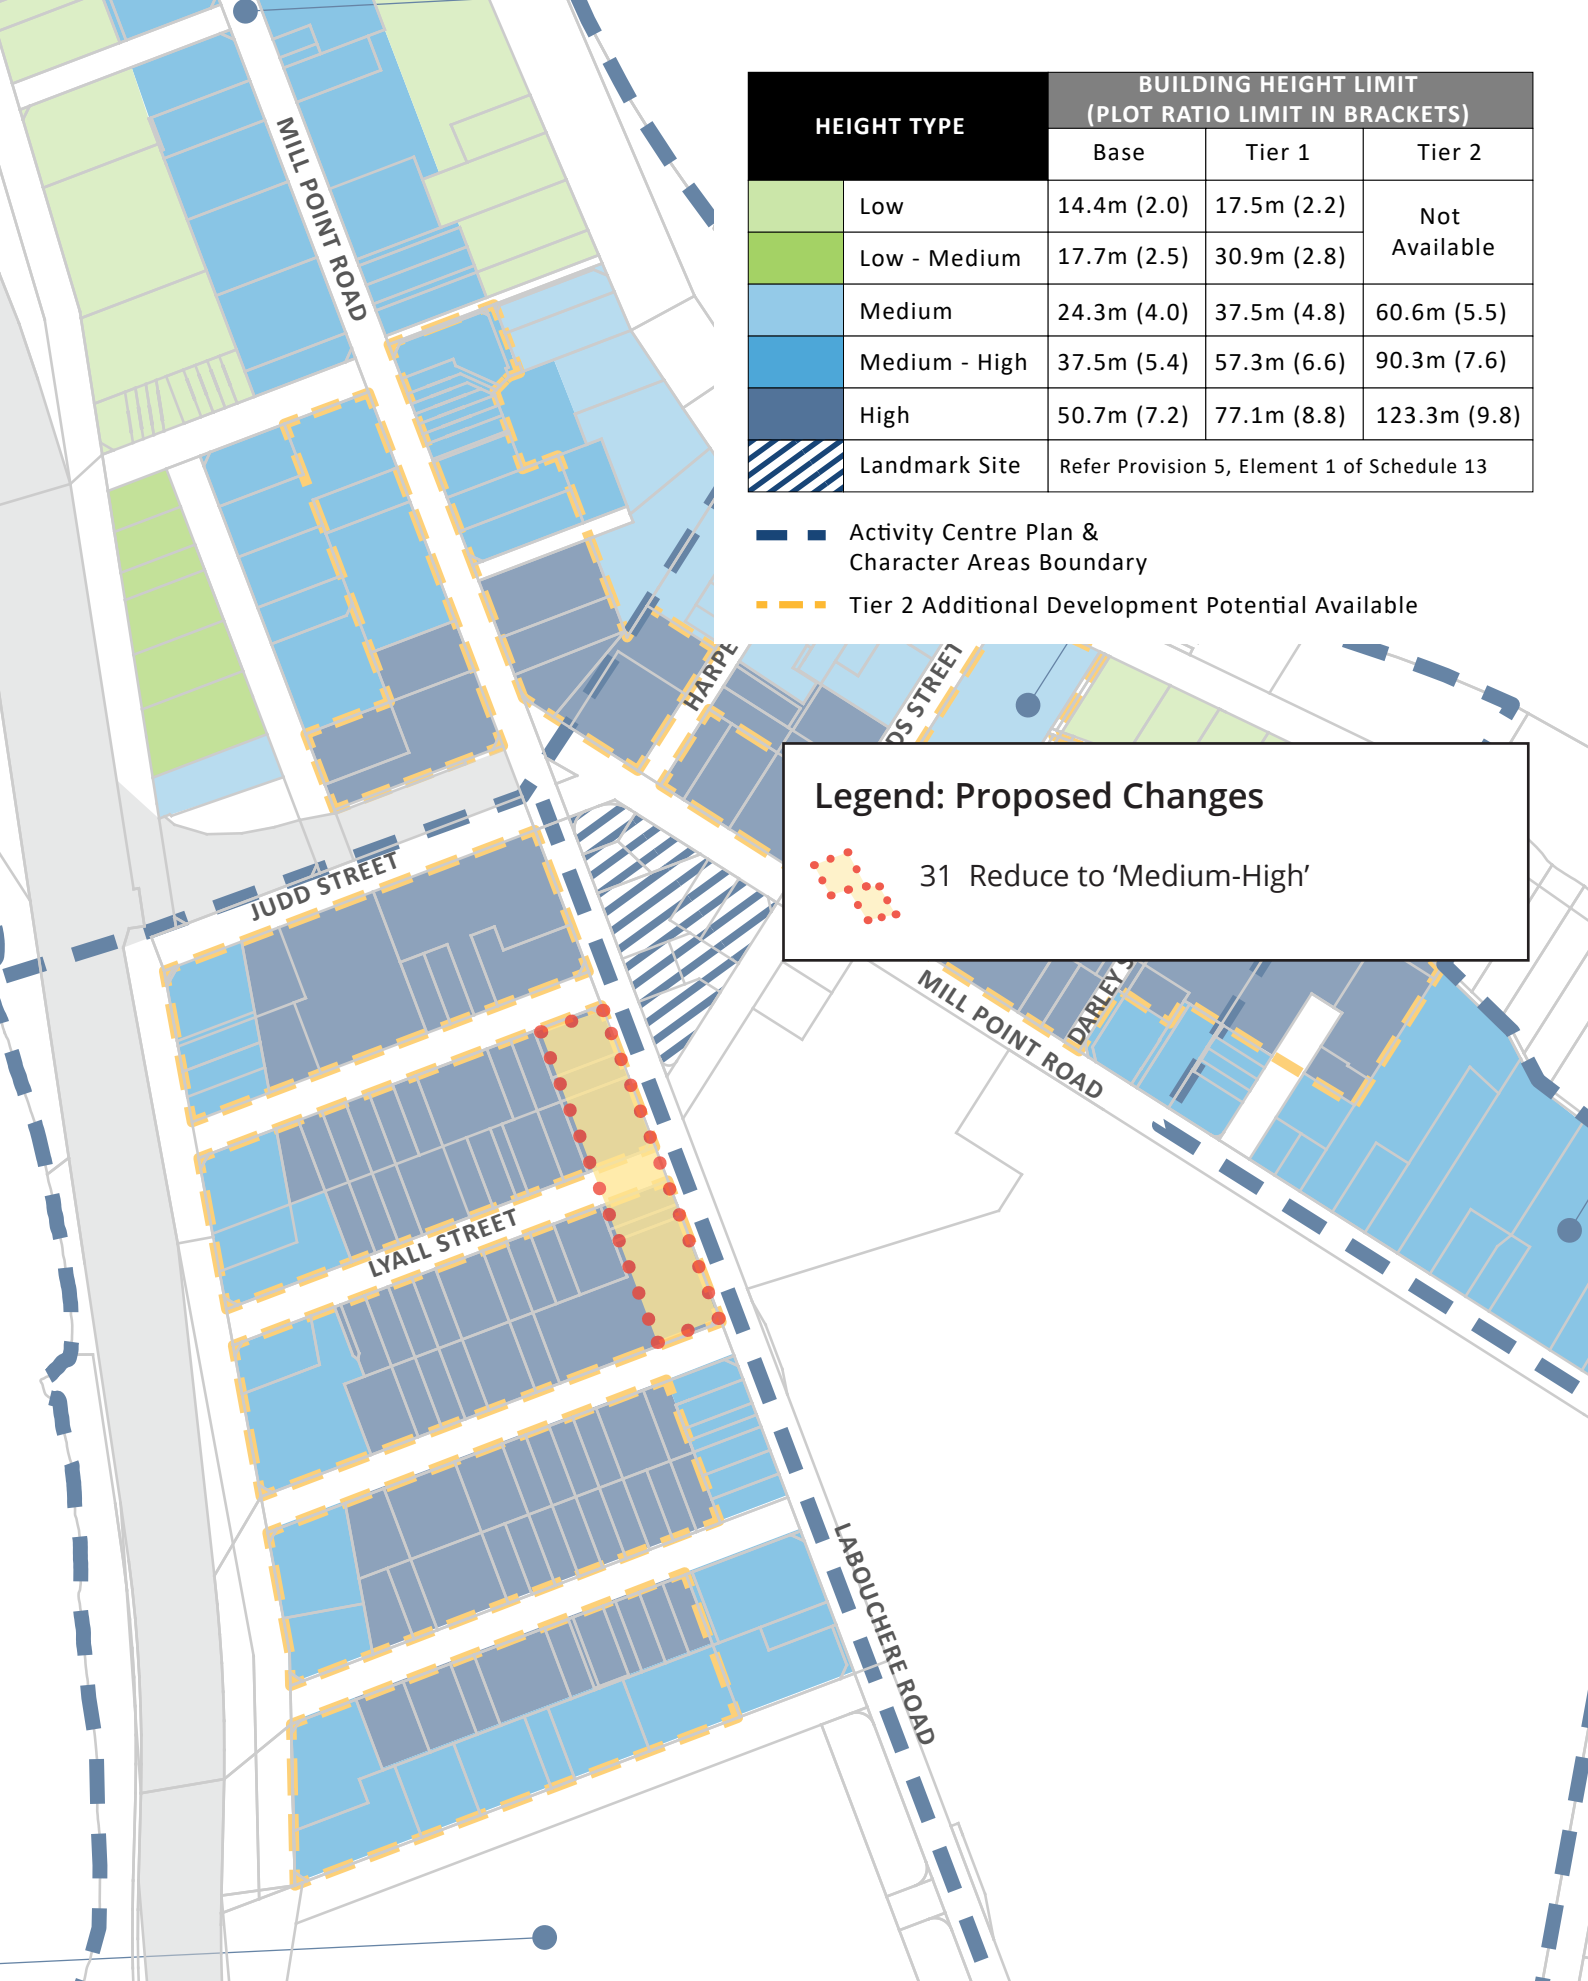 MILL POINT ROAD
HEIGHT TYPE
BUILDING HEIGHT LIMIT
(PLOT RATIO LIMIT IN BRACKETS)
Base Tier 1 Tier 2
Low 14.4m (2.0) 17.5m (2.2) Not Available
Low - Medium 17.7m (2.5) 30.9m (2.8)
Medium 24.3m (4.0) 37.5m (4.8) 60.6m (5.5)
Medium - High 37.5m (5.4) 57.3m (6.6) 90.3m (7.6)
High 50.7m (7.2) 77.1m (8.8) 123.3m (9.8)
Landmark Site Refer Provision 5, Element 1 of Schedule 13
Activity Centre Plan &
Character Areas Boundary
Tier 2 Additional Development Potential Available
HARPE
DS STREET
Legend: Proposed Changes
31 Reduce to ‘Medium-High’
JUDD STREET
MILL POINT ROAD
DARLEY S
LYALL STREET
LABOUCHERE ROAD